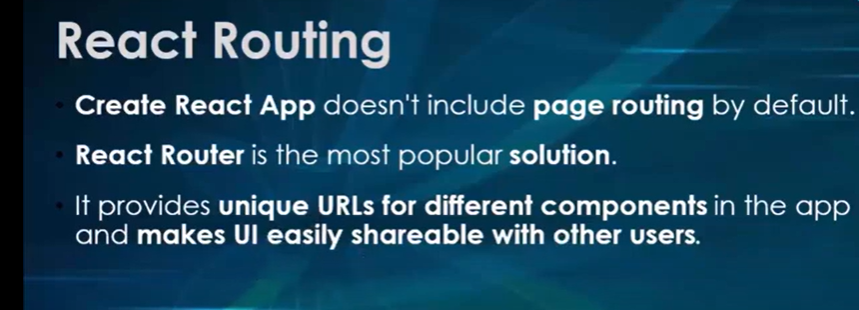 React Routing
• Create React App doesn't include page routing by default.
• React Router is the most popular solution.
• It provides unique URLs for different components in the app
and makes UI easily shareable with other users.